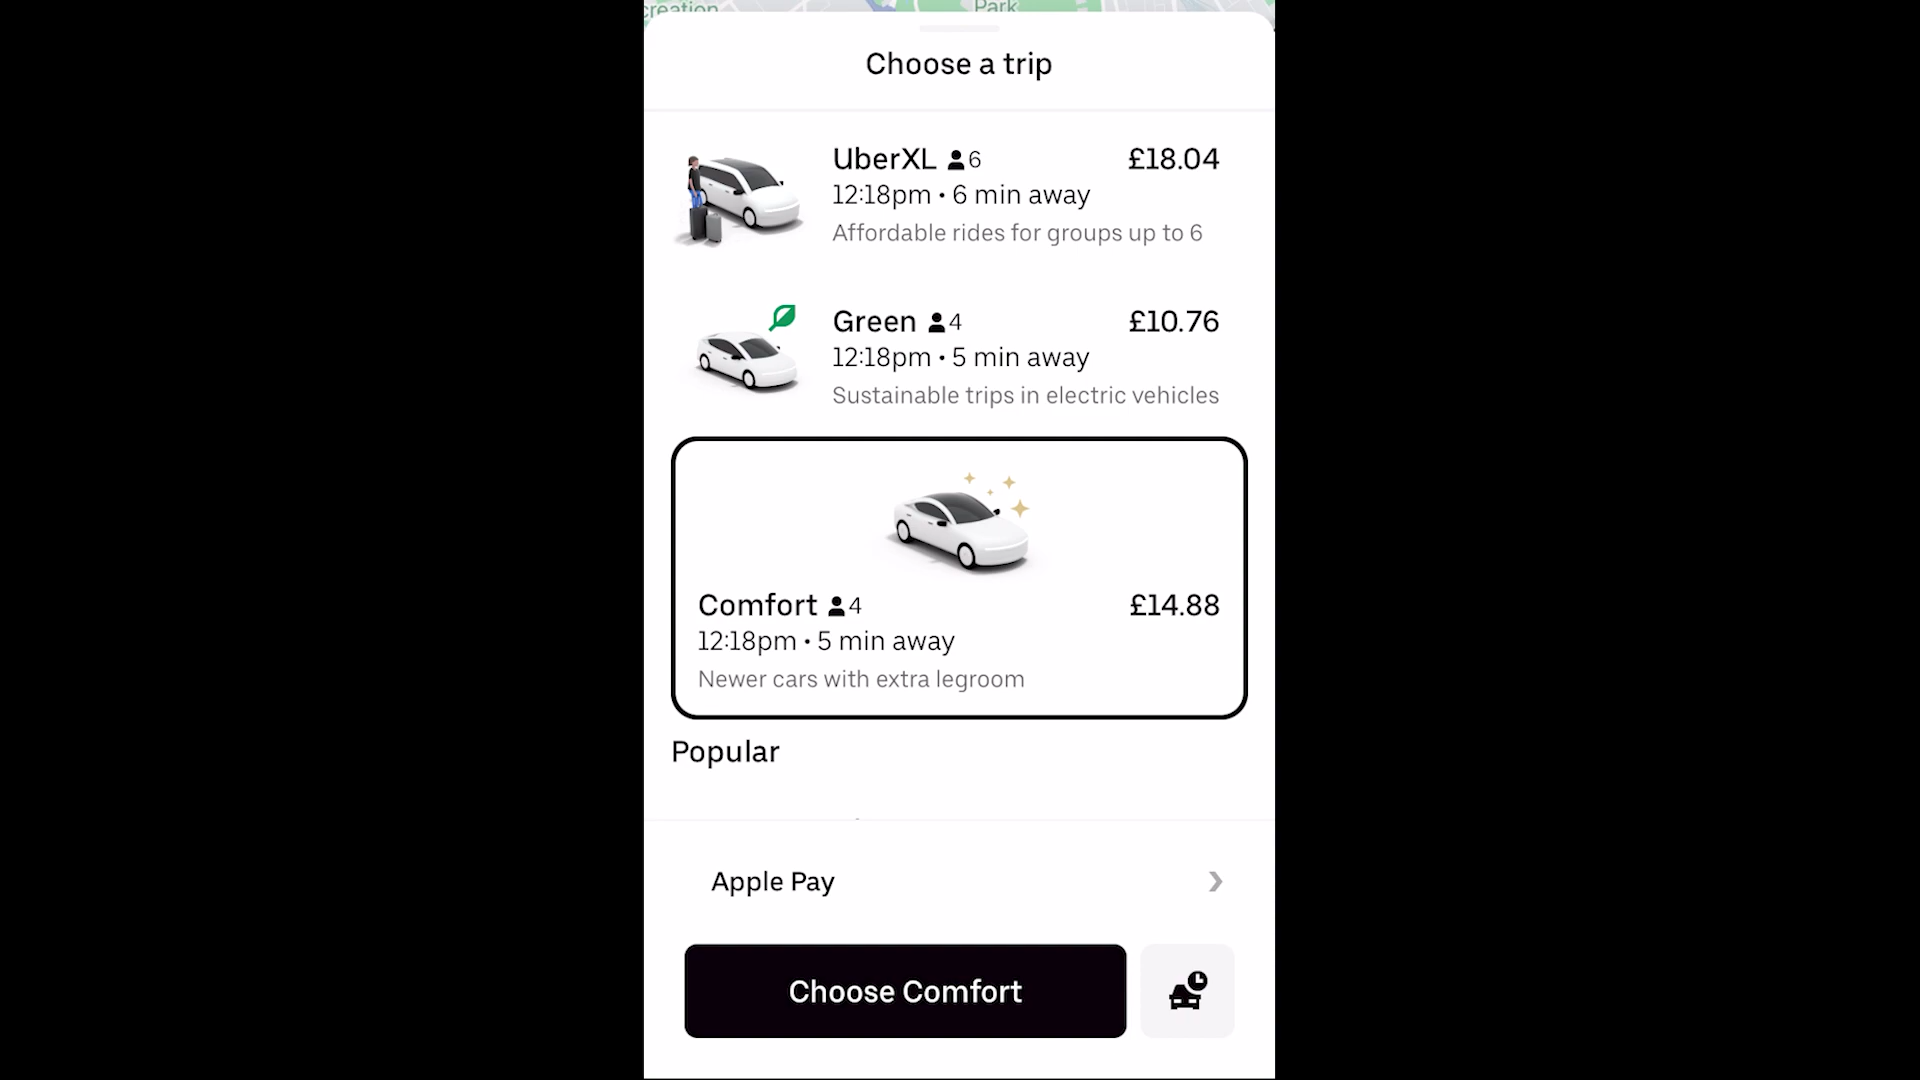 creation
Park
Choose a trip
UberXL 6
£18.04
12:18pm • 6 min away
Affordable rides for groups up to 6
Green 4
£10.76
12:18pm • 5 min away
Sustainable trips in electric vehicles
Comfort 4
£14.88
12:18pm • 5 min away
Newer cars with extra legroom
Popular
Apple Pay
Choose Comfort